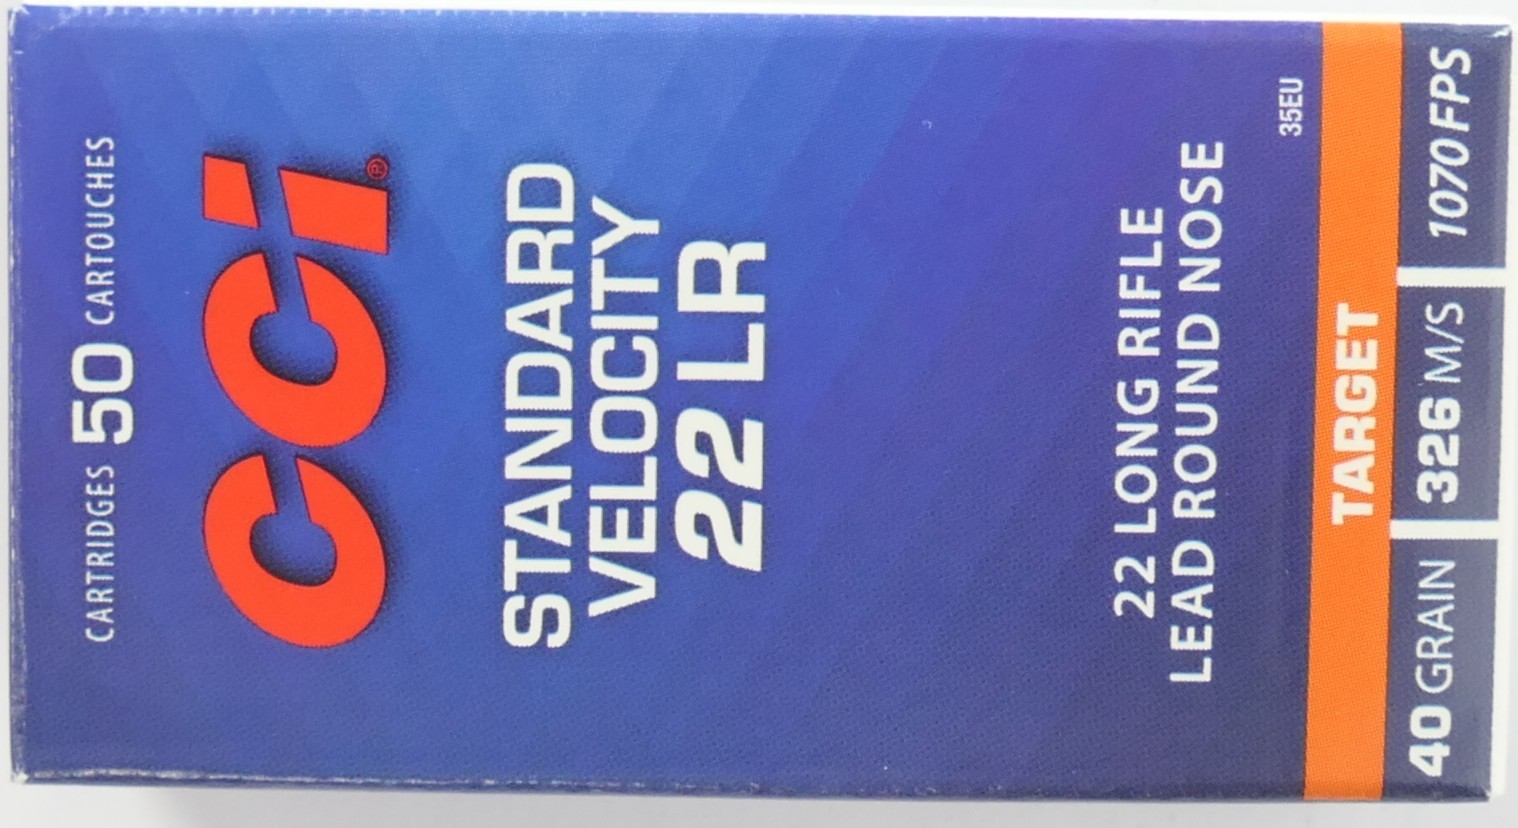 CARTRIDGES 50 CARTOUCHES
CCI®
STANDARD
VELOCITY
22 LR
22 LONG RIFLE
LEAD ROUND NOSE
35EU
TARGET
40 GRAIN 326 M/S 1070 FPS